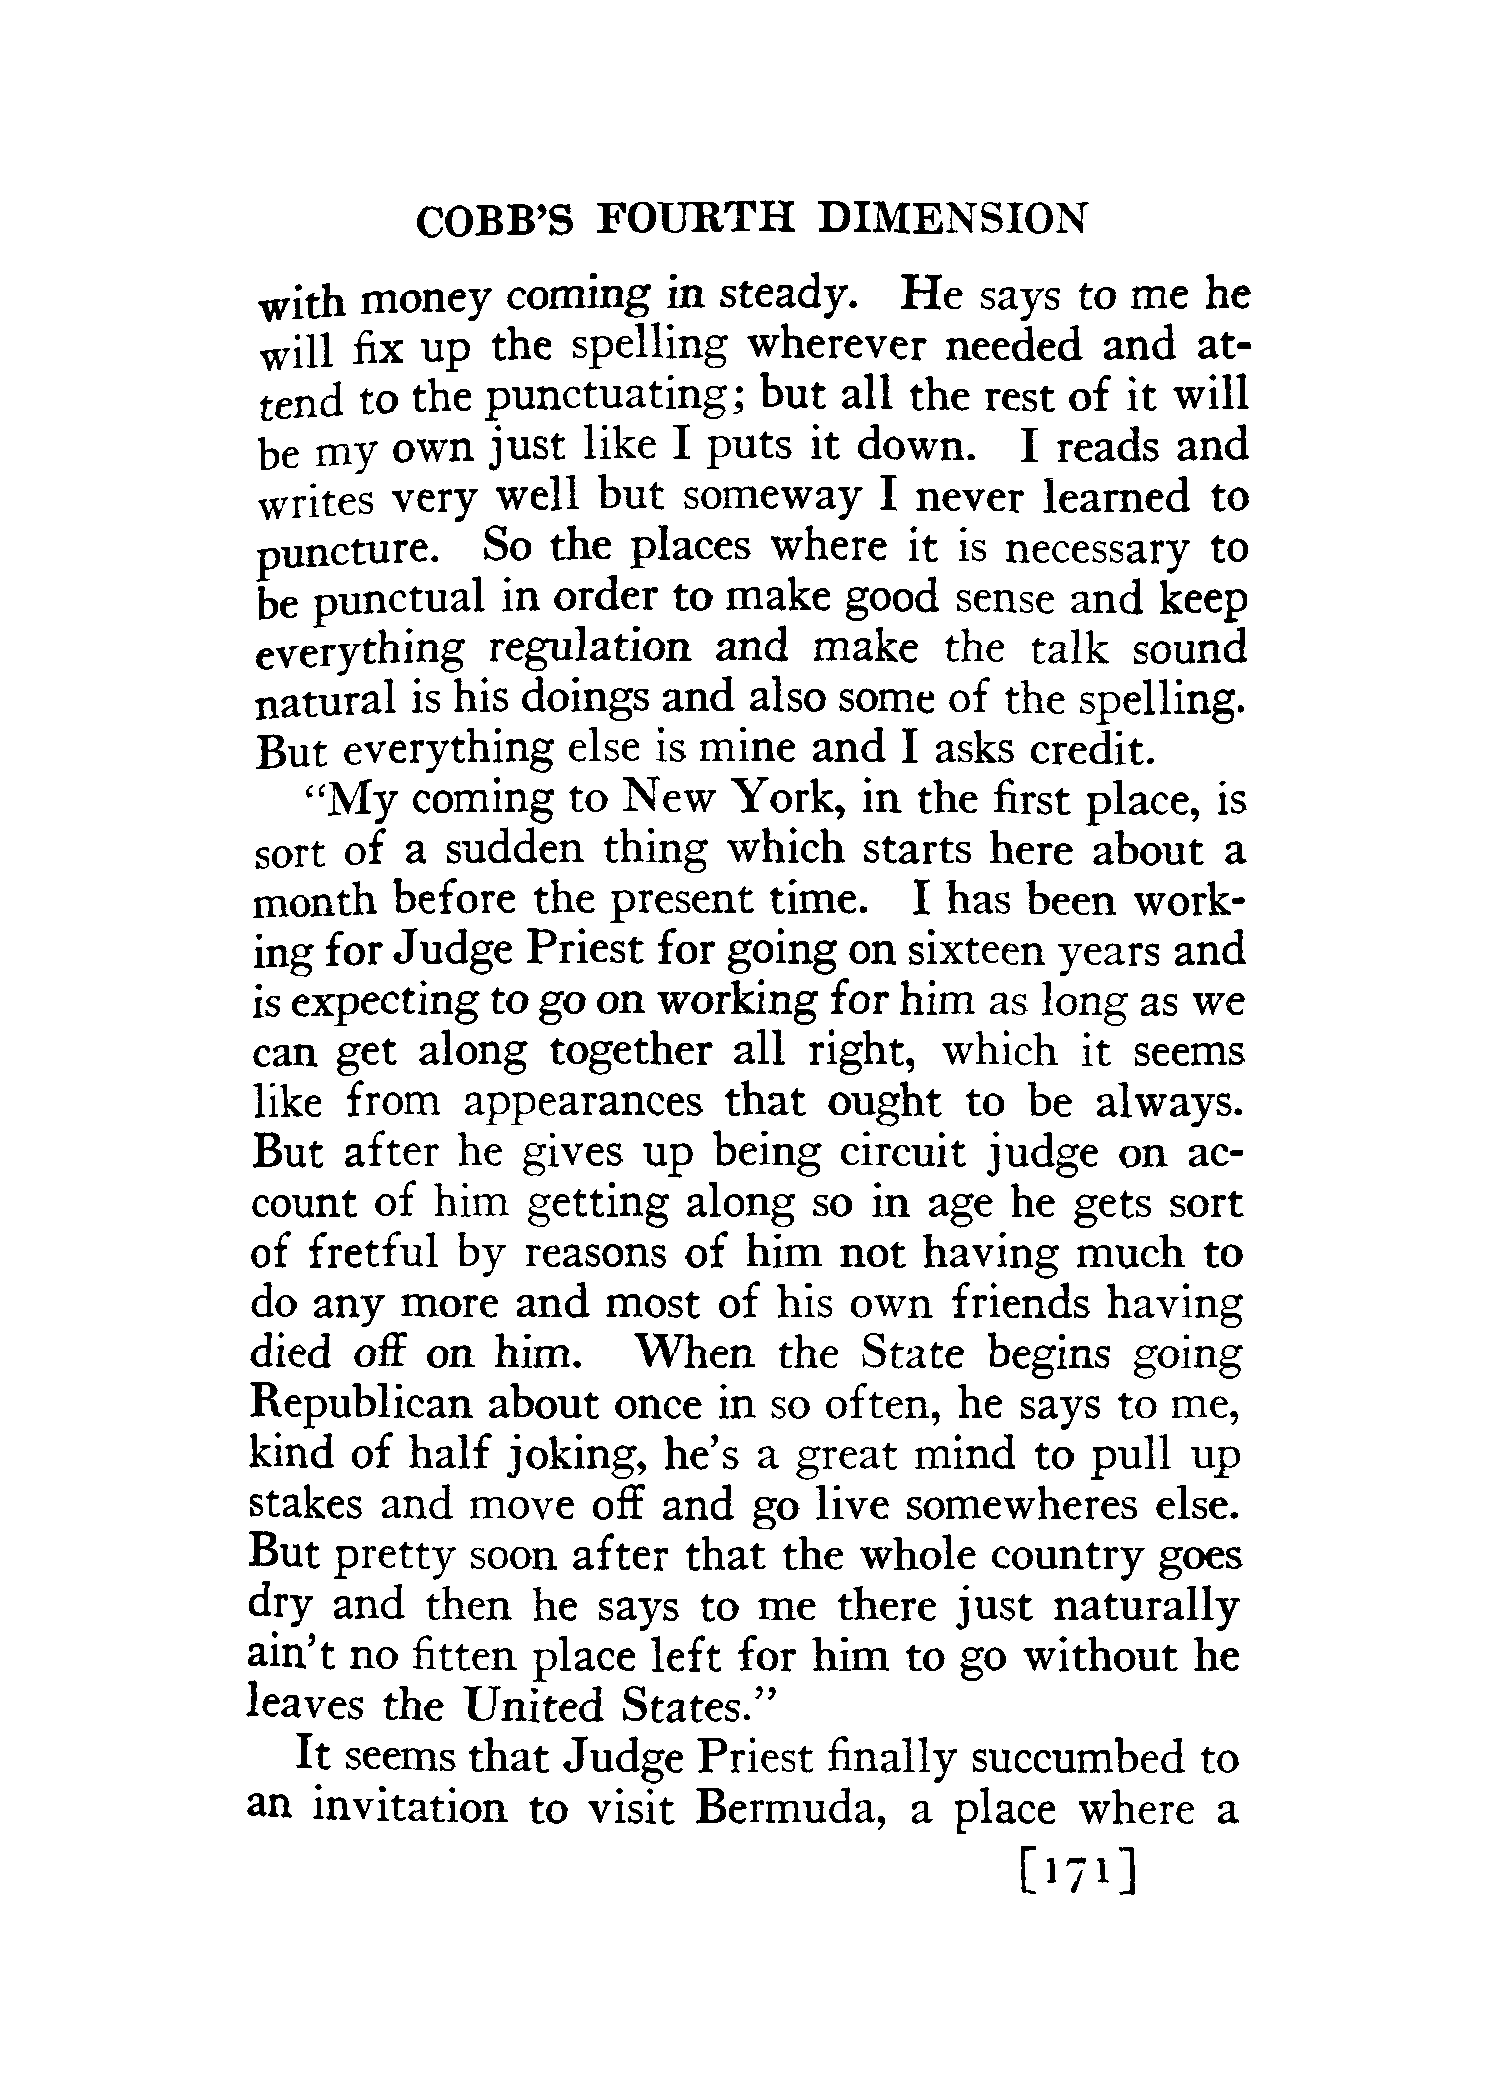 COBB'S FOURTH DIMENSION
with money coming in steady. He says to me he
will fix up the spelling wherever needed and at-
tend to the punctuating; but all the rest of it will
be my own just like I puts it down. I reads and
writes very well but someway I never learned to
puncture. So the places where it is necessary to
be punctual in order to make good sense and keep
everything regulation and make the talk sound
natural is his doings and also some of the spelling.
But everything else is mine and I asks credit.
"My coming to New York, in the first place, is
sort of a sudden thing which starts here about a
month before the present time. I has been work-
ing for Judge Priest for going on sixteen years and
is expecting to go on working for him as long as we
can get along together all right, which it seems
like from appearances that ought to be always.
But after he gives up being circuit judge on ac-
count of him getting along so in age he gets sort
of fretful by reasons of him not having much to
do any more and most of his own friends having
died off on him. When the State begins going
Republican about once in so often, he says to me,
kind of half joking, he's a great mind to pull up
stakes and move off and go live somewheres else.
But pretty soon after that the whole country goes
dry and then he says to me there just naturally
ain't no fitten place left for him to go without he
leaves the United States."
It seems that Judge Priest finally succumbed to
an invitation to visit Bermuda, a place where a
[171]